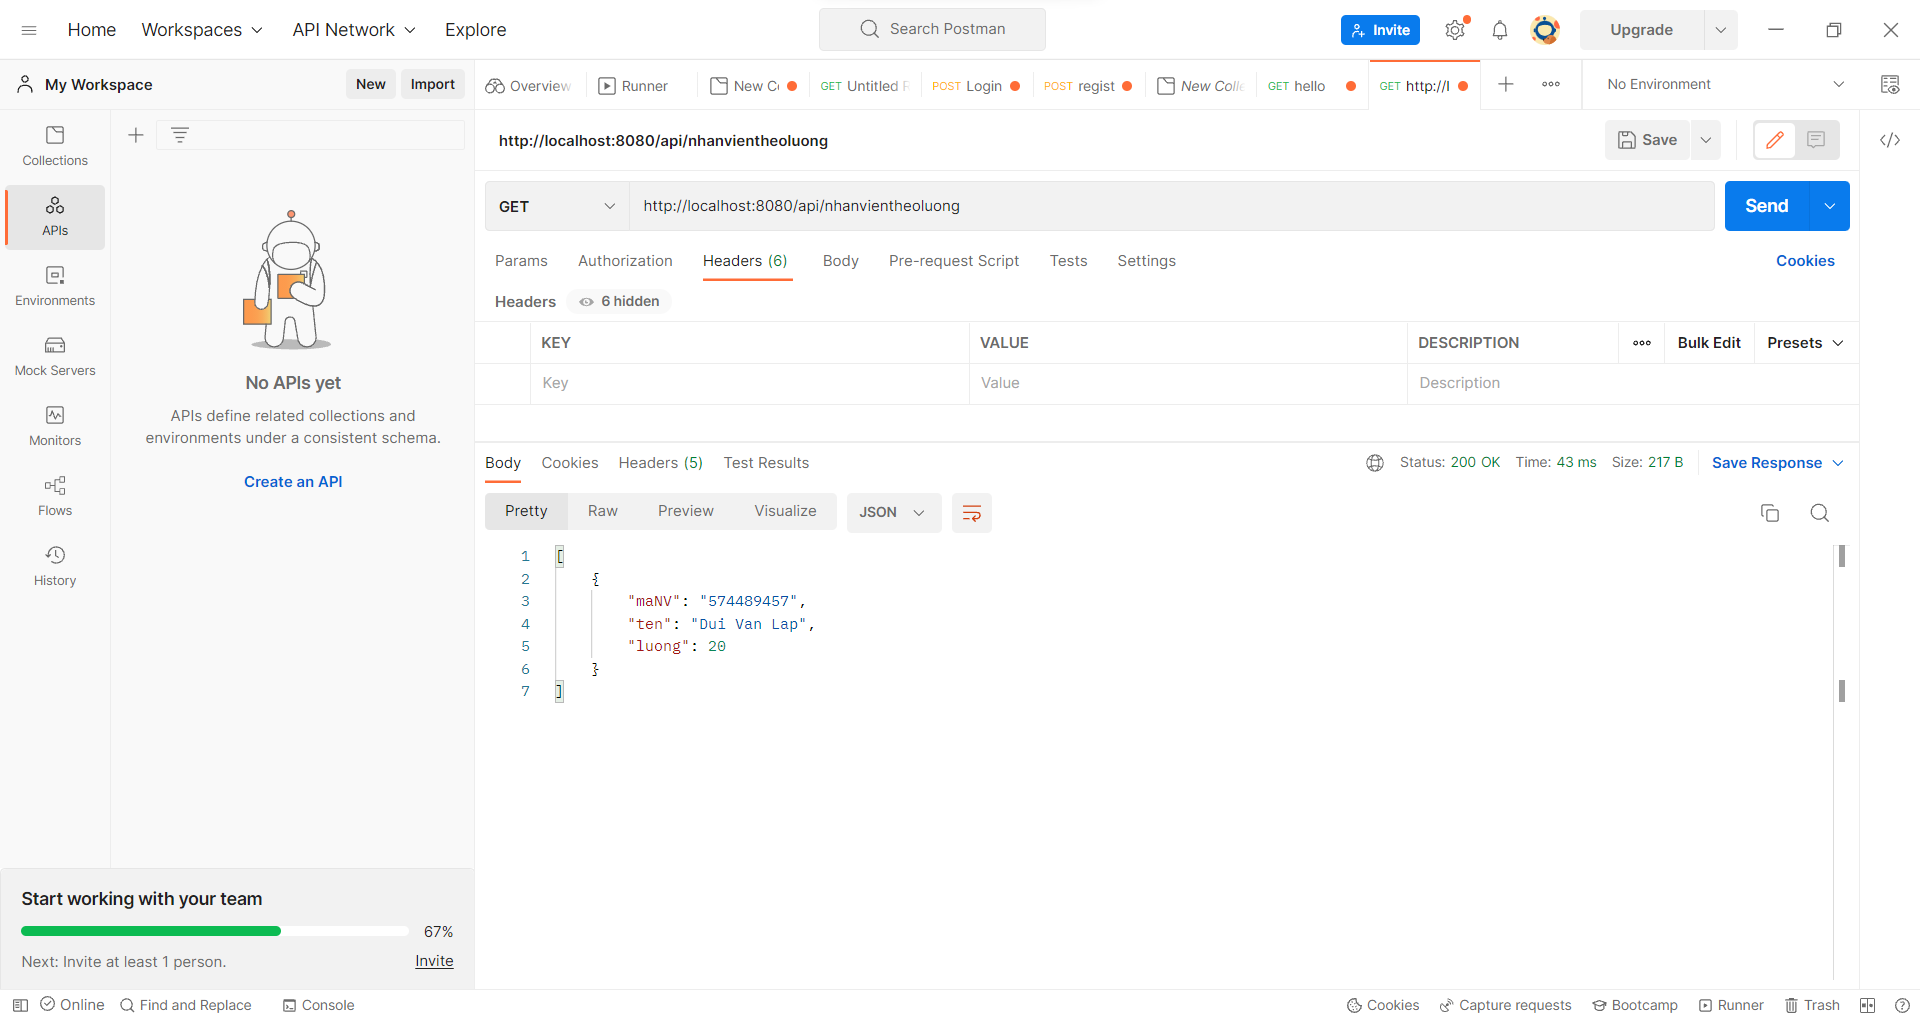 Home Workspaces API Network Explore Search Postman Invite Upgrade
My Workspace New Import
Overview Runner New C GET Untitled R POST Login POST regist New Colle GET hello GET http://l No Environment
Collections
APIs
Environments
Mock Servers
Monitors
Flows
History
No APIs yet
APIs define related collections and
environments under a consistent schema.
Create an API
http://localhost:8080/api/nhanvientheoluong Save
GET http://localhost:8080/api/nhanvientheoluong Send
Params Authorization Headers (6) Body Pre-request Script Tests Settings Cookies
Headers 6 hidden
KEY VALUE DESCRIPTION Bulk Edit Presets
Key Value Description
Body Cookies Headers (5) Test Results Status: 200 OK Time: 43 ms Size: 217 B Save Response
Pretty Raw Preview Visualize JSON
1 [
2 {
3 "maNV": "574489457",
4 "ten": "Dui Van Lap",
5 "luong": 20
6 }
7 ]
Start working with your team
67%
Next: Invite at least 1 person. Invite
Online Find and Replace Console Cookies Capture requests Bootcamp Runner Trash